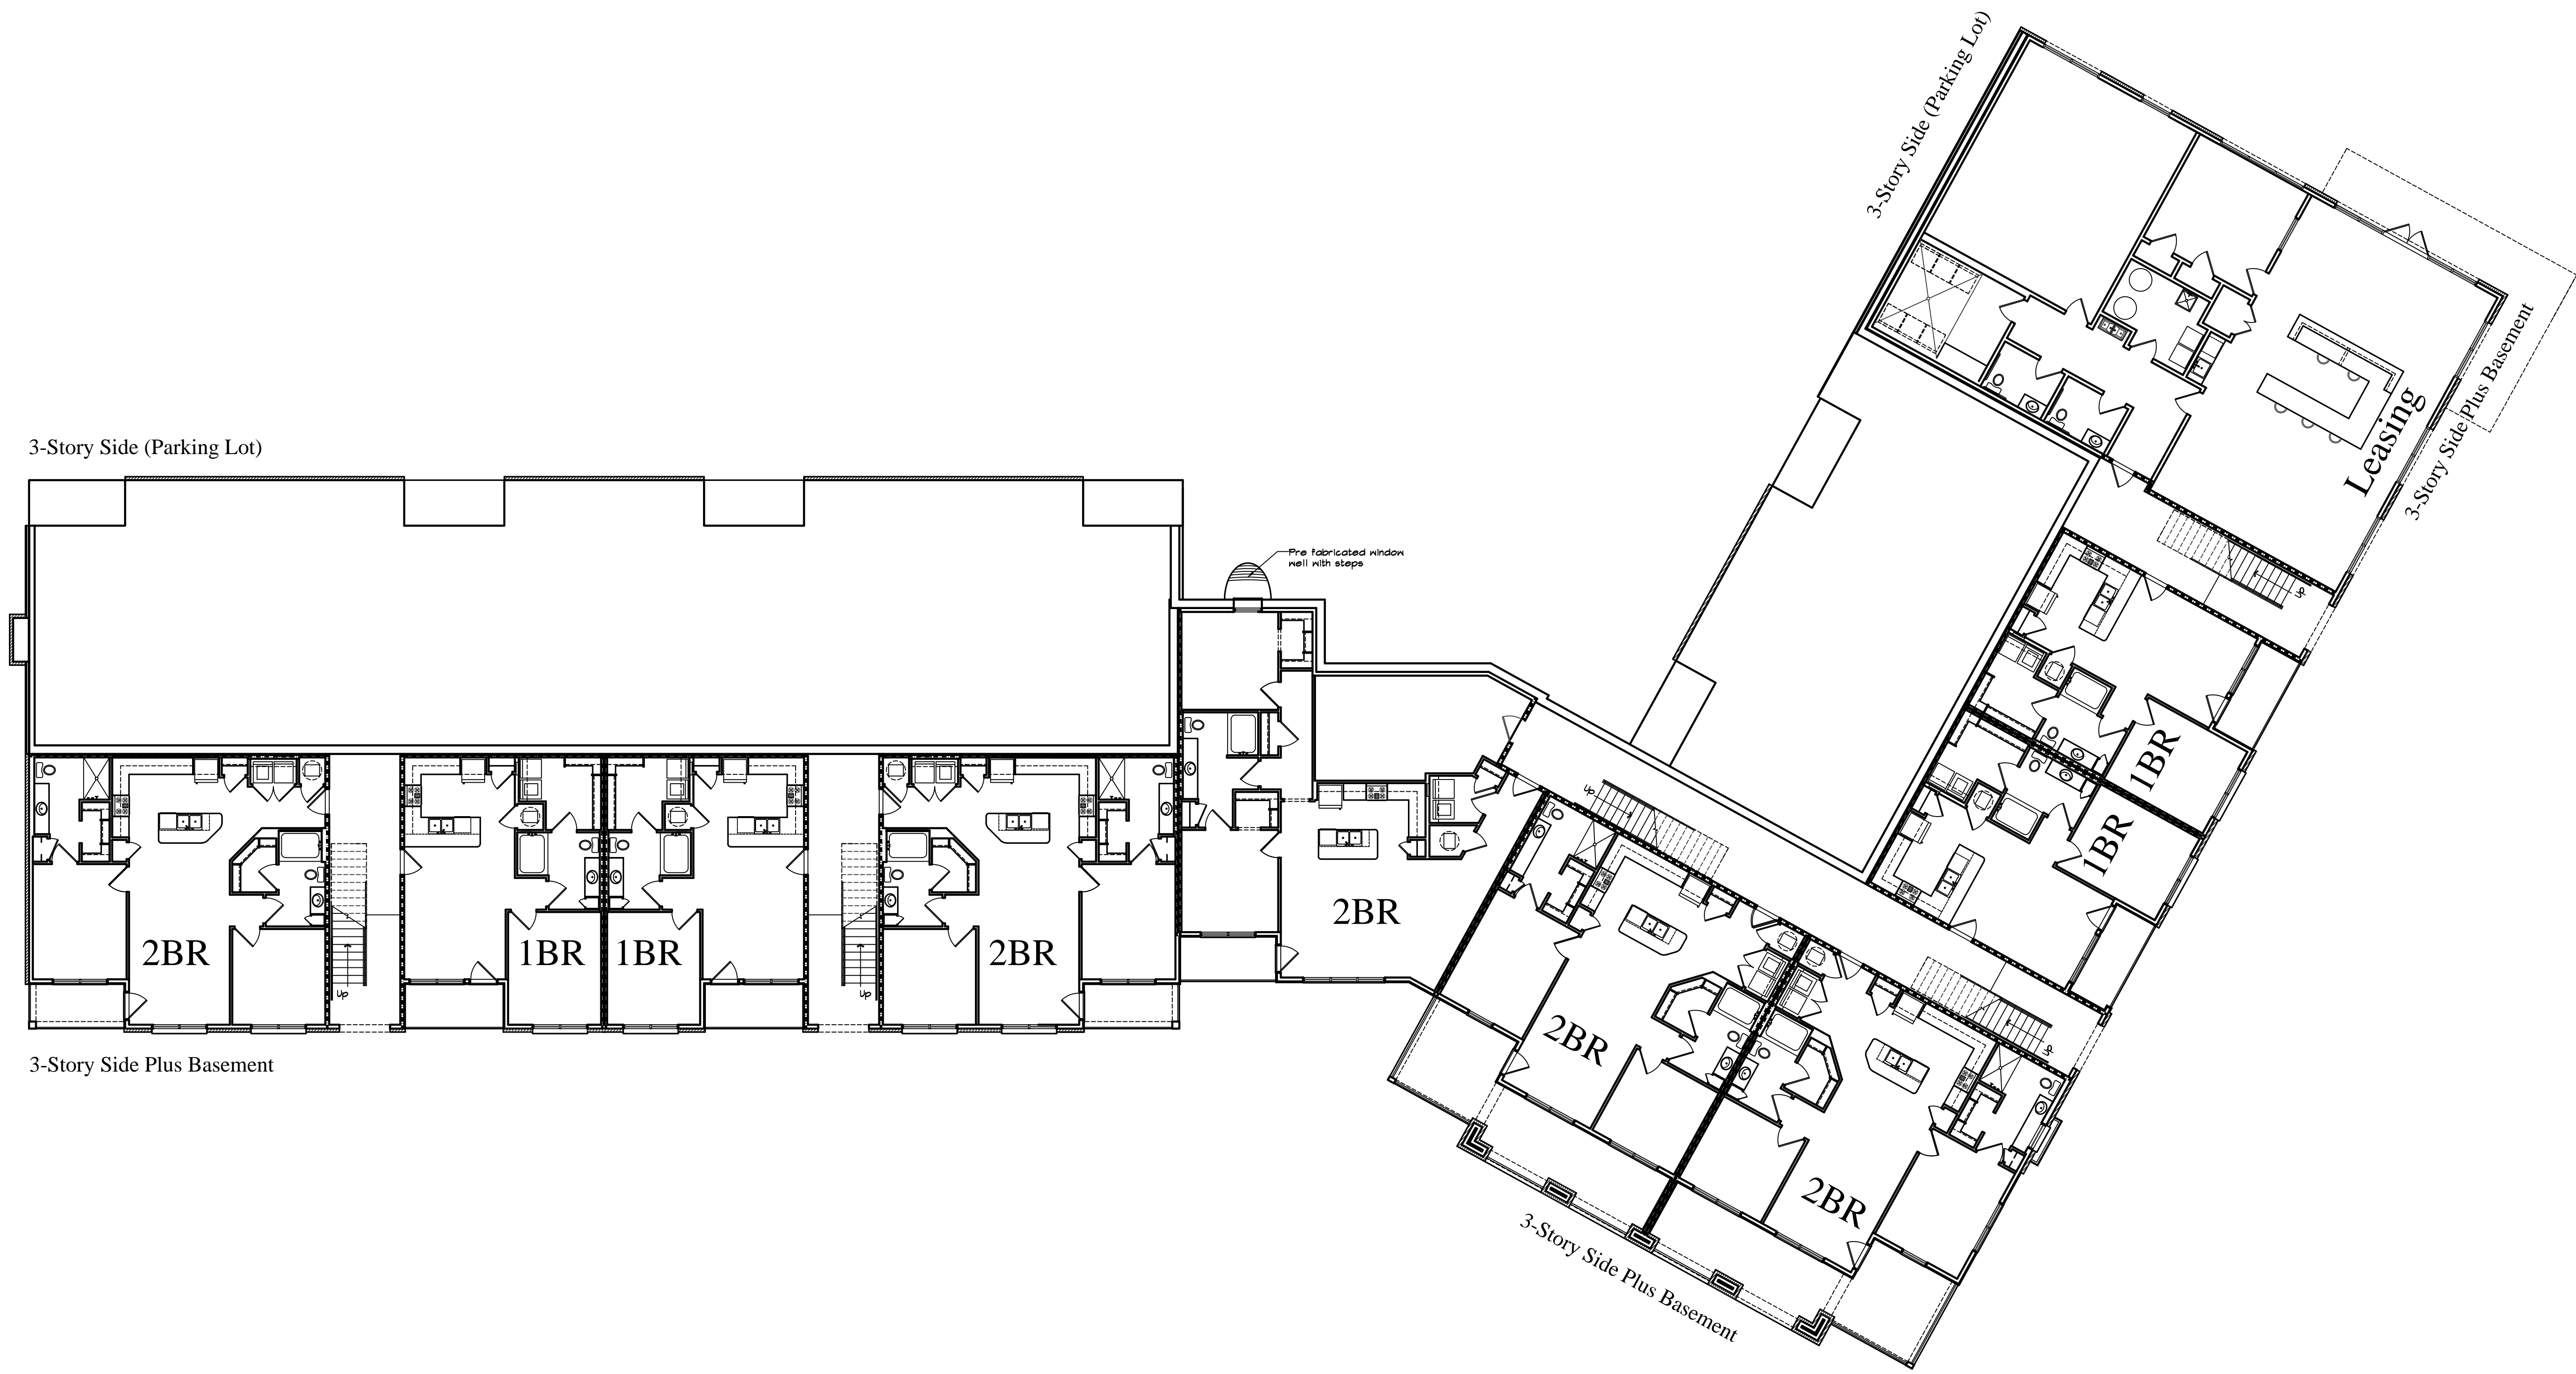 3-Story Side (Parking Lot)
3-Story Side (Parking Lot)
Leasing
3-Story Side Plus Basement
Pre fabricated window
well with steps
Up
1BR
1BR
Up
2BR
2BR
1BR
1BR
2BR
Up
Up
2BR
Up
2BR
3-Story Side Plus Basement
3-Story Side Plus Basement